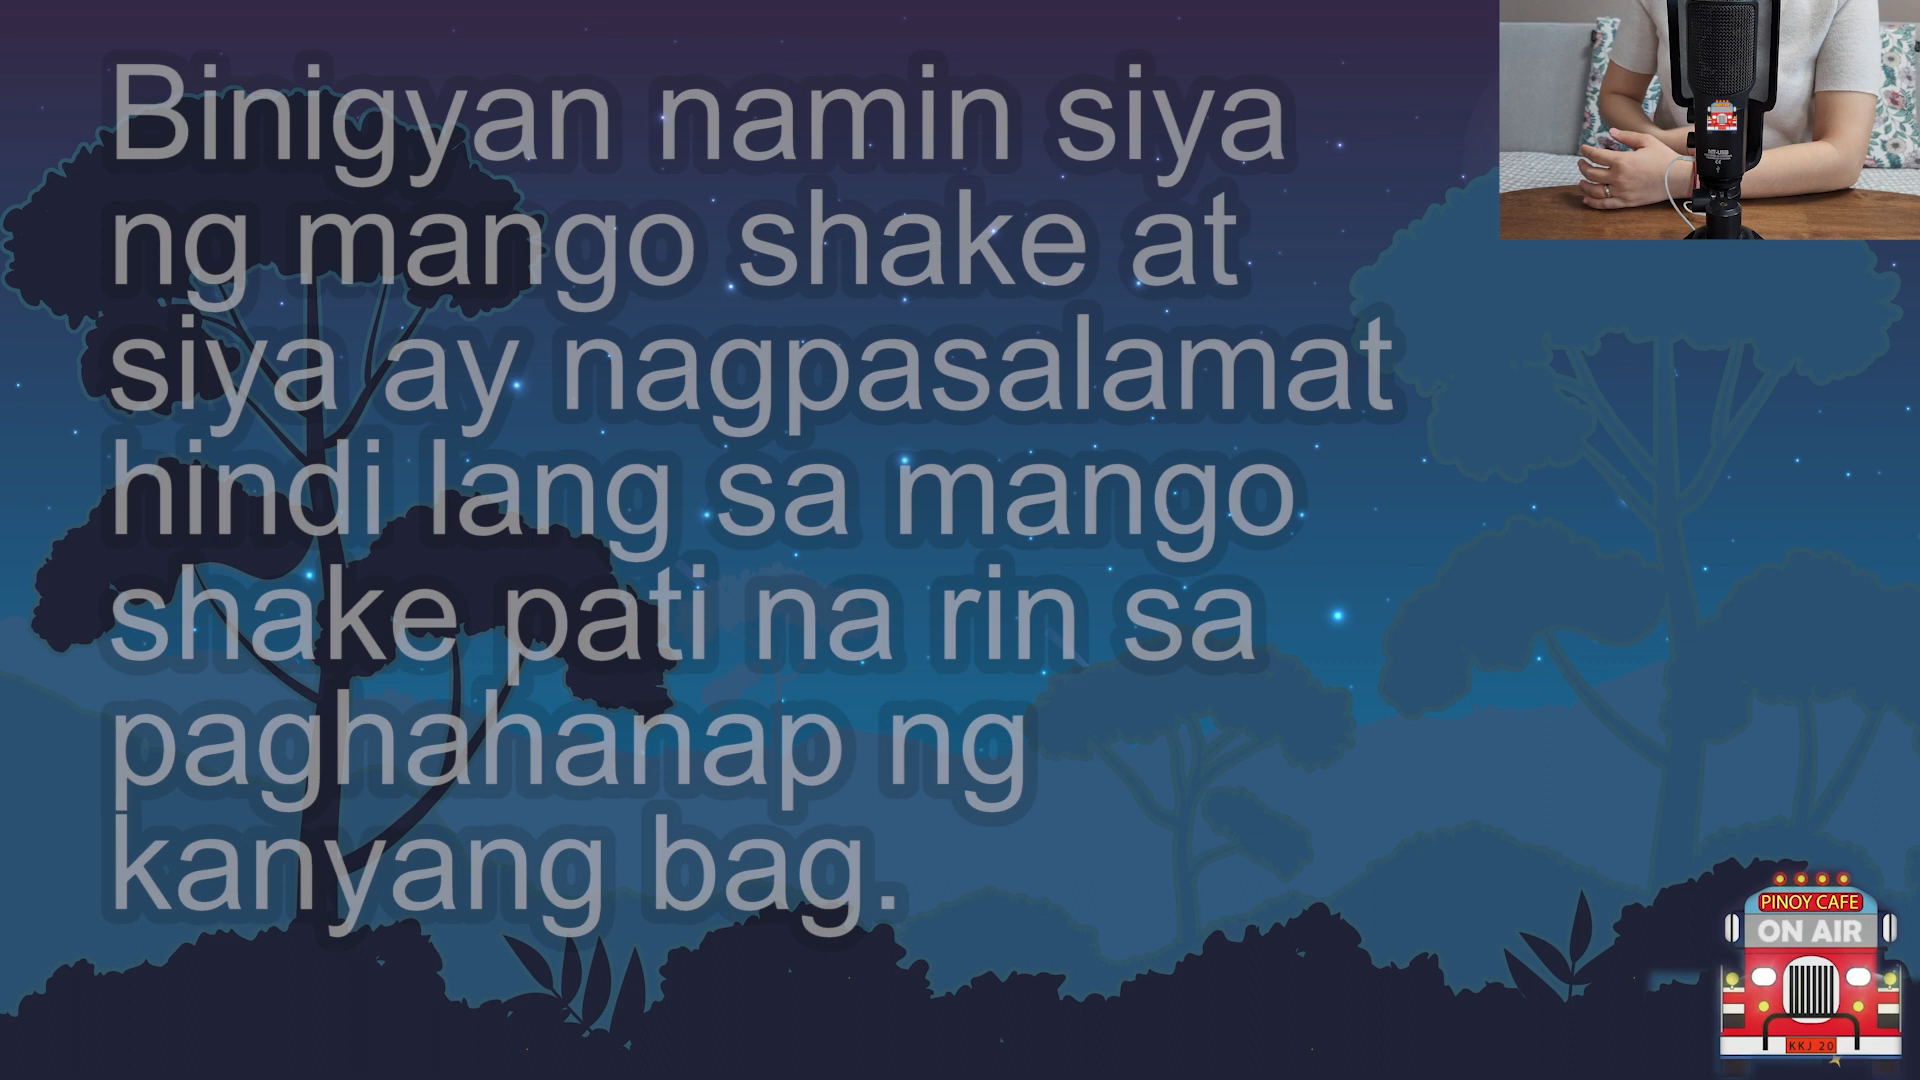 Binigyan namin siya
ng mango shake at
siya ay nagpasalamat
hindi lang sa mango
shake pati na rin sa
paghahanap ng
kanyang bag.
PINOY CAFE
ON AIR
KKJ 20